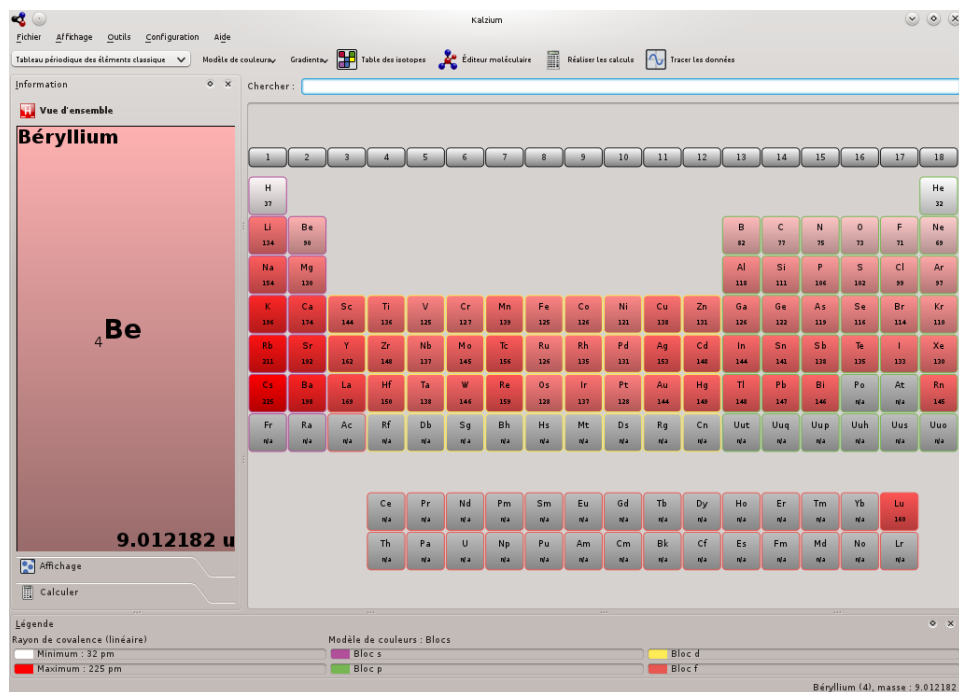 Kalzium
Fichier Affichage Outils Configuration Aide
Tableau périodique des éléments classique Modèle de couleurs Gradients Table des isotopes Éditeur moléculaire Réaliser les calculs Tracer les données
Information
Chercher :
Vue d'ensemble
Béryllium
4 Be
9.012182 u
Affichage
Calculer
1 2 3 4 5 6 7 8 9 10 11 12 13 14 15 16 17 18
H He
37 32
Li Be B C N O F Ne
134 90 82 77 75 73 71 69
Na Mg Al Si P S Cl Ar
154 130 118 111 106 102 99 97
K Ca Sc Ti V Cr Mn Fe Co Ni Cu Zn Ga Ge As Se Br Kr
196 174 144 136 125 127 139 125 126 121 138 131 126 122 119 116 114 110
Rb Sr Y Zr Nb Mo Tc Ru Rh Pd Ag Cd In Sn Sb Te I Xe
211 192 162 148 137 145 156 126 135 131 153 148 144 141 138 135 133 130
Cs Ba La Hf Ta W Re Os Ir Pt Au Hg Tl Pb Bi Po At Rn
225 198 169 150 138 146 159 128 137 128 144 149 148 147 146 n/a n/a 145
Fr Ra Ac Rf Db Sg Bh Hs Mt Ds Rg Cn Uut Uuq Uup Uuh Uus Uuo
n/a n/a n/a n/a n/a n/a n/a n/a n/a n/a n/a n/a n/a n/a n/a n/a n/a n/a
Ce Pr Nd Pm Sm Eu Gd Tb Dy Ho Er Tm Yb Lu
n/a n/a n/a n/a n/a n/a n/a n/a n/a n/a n/a n/a n/a 160
Th Pa U Np Pu Am Cm Bk Cf Es Fm Md No Lr
n/a n/a n/a n/a n/a n/a n/a n/a n/a n/a n/a n/a n/a n/a
Légende
Rayon de covalence (linéaire) Modèle de couleurs : Blocs
Minimum : 32 pm Bloc s Bloc d
Maximum : 225 pm Bloc p Bloc f
Béryllium (4), masse : 9.012182